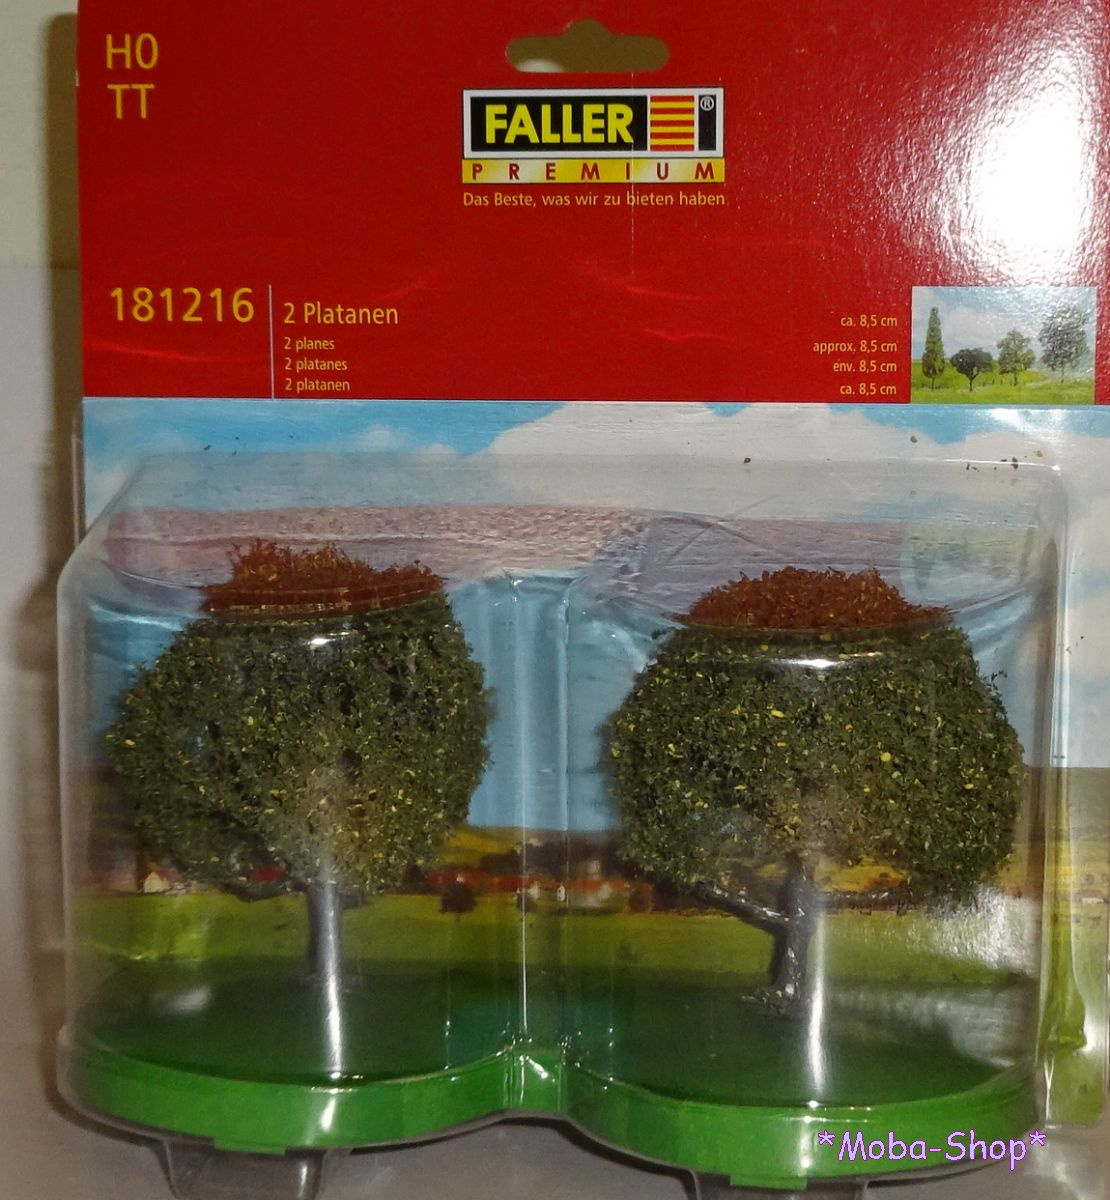 H0
TT
FALLER ®
PREMIUM
Das Beste, was wir zu bieten haben
181216
2 Platanen
2 planes
2 platanes
2 platanen
ca. 8,5 cm
approx. 8,5 cm
env. 8,5 cm
ca. 8,5 cm
*Moba-Shop*